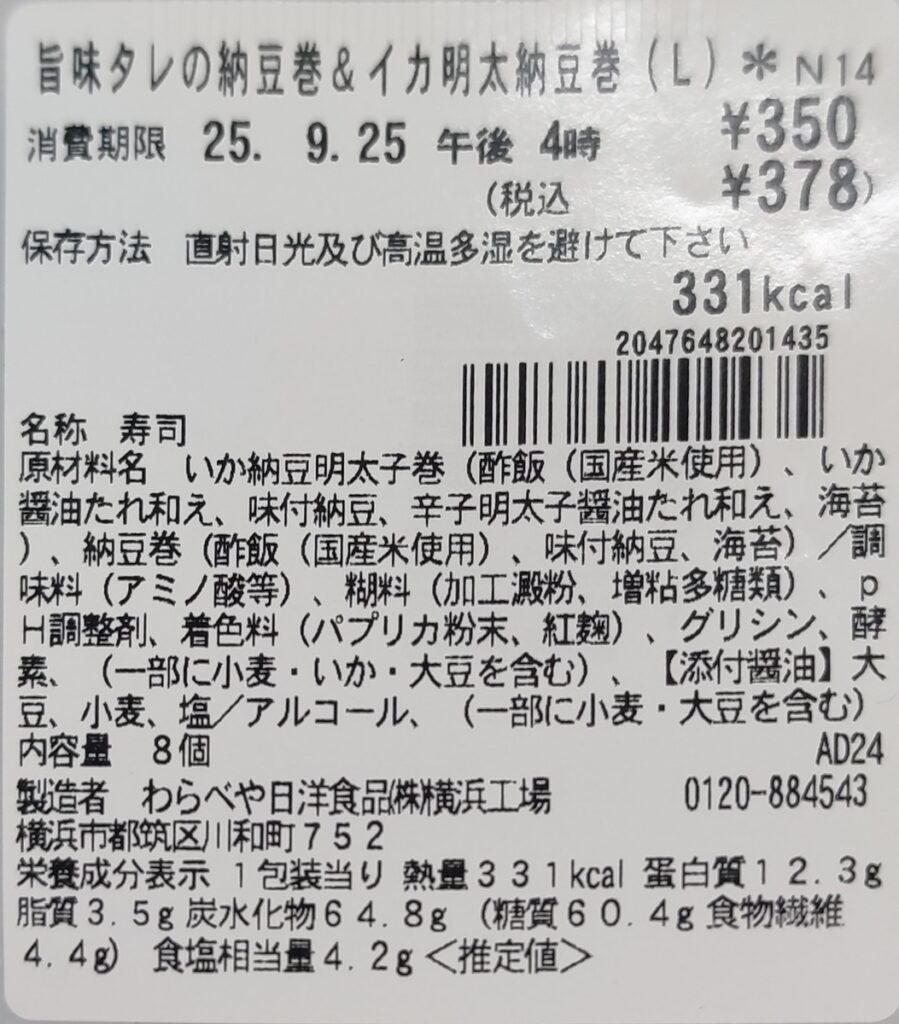 旨味タレの納豆巻&イカ明太納豆巻(L)* N14
消費期限 25. 9.25 午後 4時 ¥350
(税込 ¥378)
保存方法 直射日光及び高温多湿を避けて下さい
331kcal
2047648201435
名称 寿司
原材料名 いか納豆明太子巻(酢飯(国産米使用)、いか
醤油たれ和え、味付納豆、辛子明太子醤油たれ和え、海苔
)、納豆巻(酢飯(国産米使用)、味付納豆、海苔)/調
味料(アミノ酸等)、糊料(加工澱粉、増粘多糖類)、p
H調整剤、着色料(パプリカ粉末、紅麹)、グリシン、酵
素、(一部に小麦・いか・大豆を含む)、【添付醤油】大
豆、小麦、塩/アルコール、(一部に小麦・大豆を含む)
内容量 8個 AD24
製造者 わらべや日洋食品㈱横浜工場 0120-884543
横浜市都筑区川和町752
栄養成分表示 1包装当り 熱量331kcal 蛋白質12.3g
脂質3.5g 炭水化物64.8g (糖質60.4g 食物繊維
4.4g) 食塩相当量4.2g<推定値>